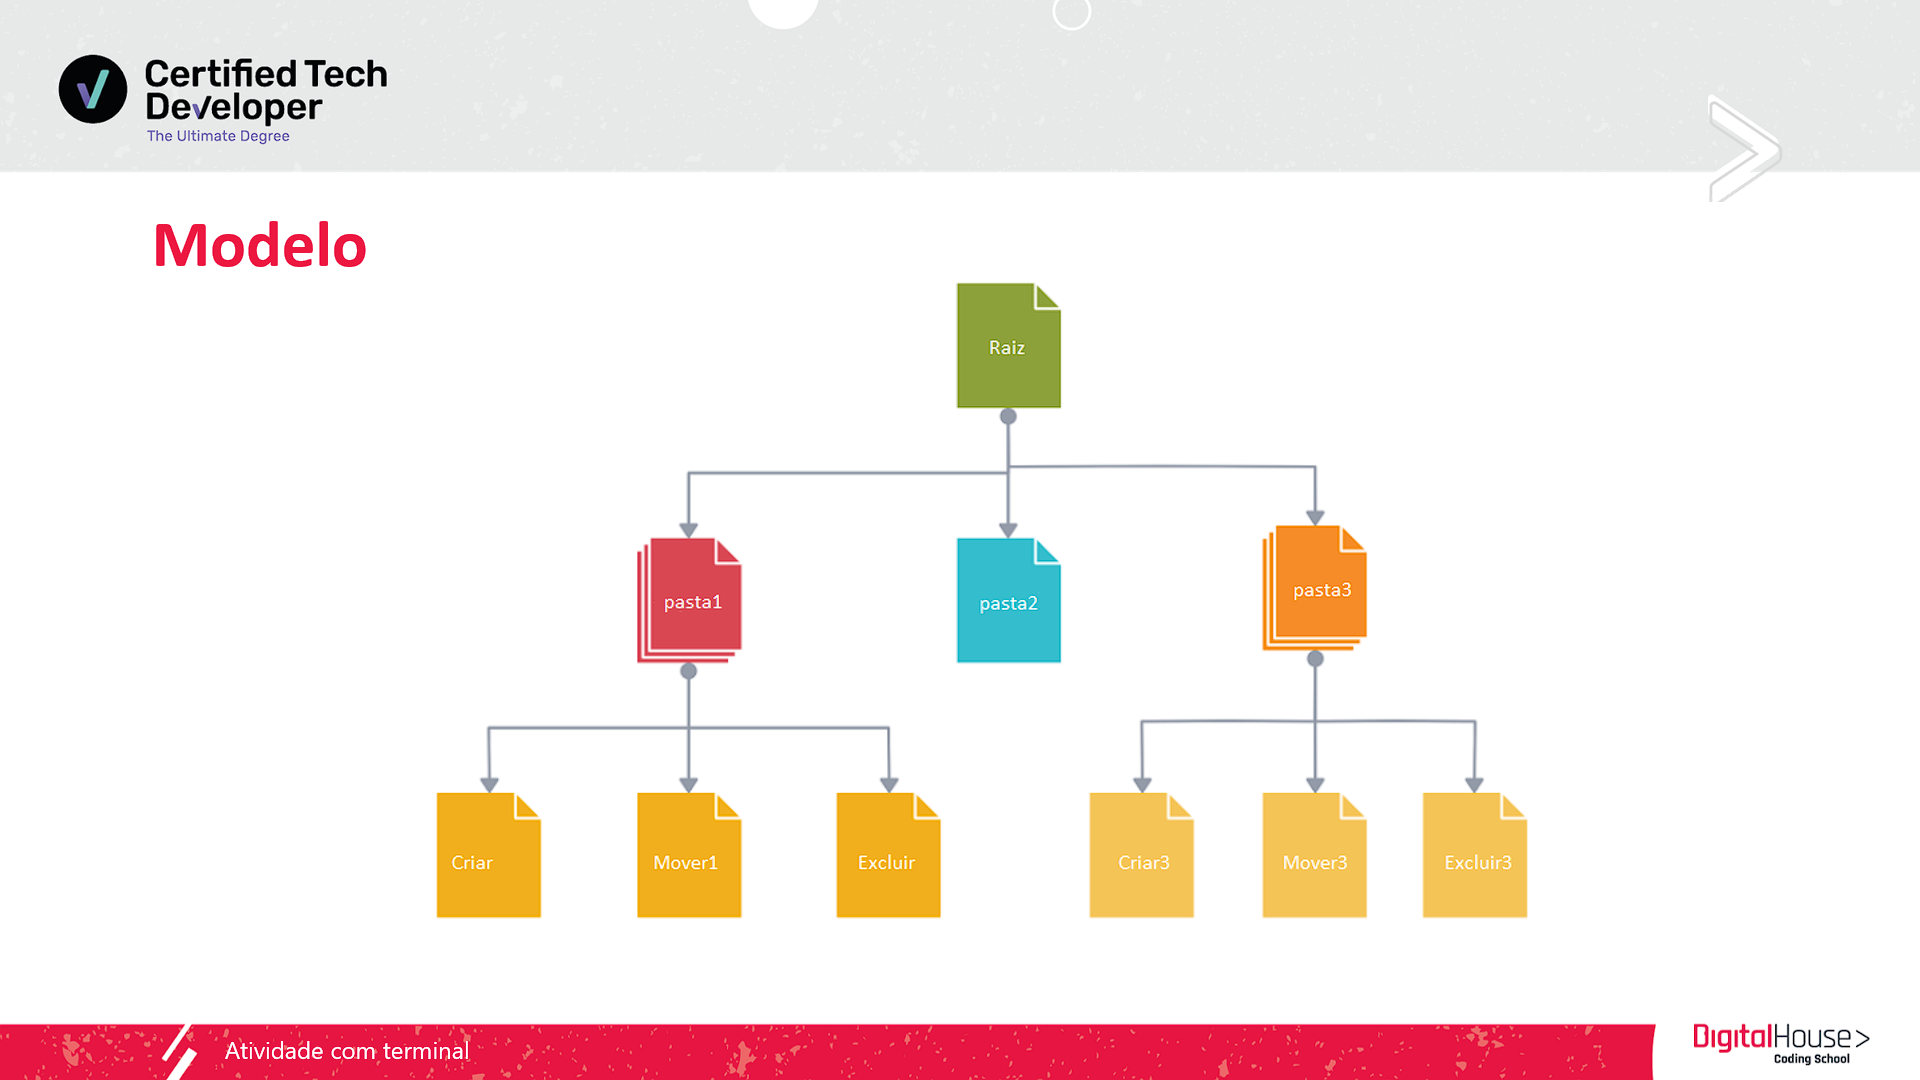 Certified Tech
Developer
The Ultimate Degree
Modelo
Raiz
pasta1
pasta2
pasta3
Criar
Mover1
Excluir
Criar3
Mover3
Excluir3
Atividade com terminal
DigitalHouse>
Coding School